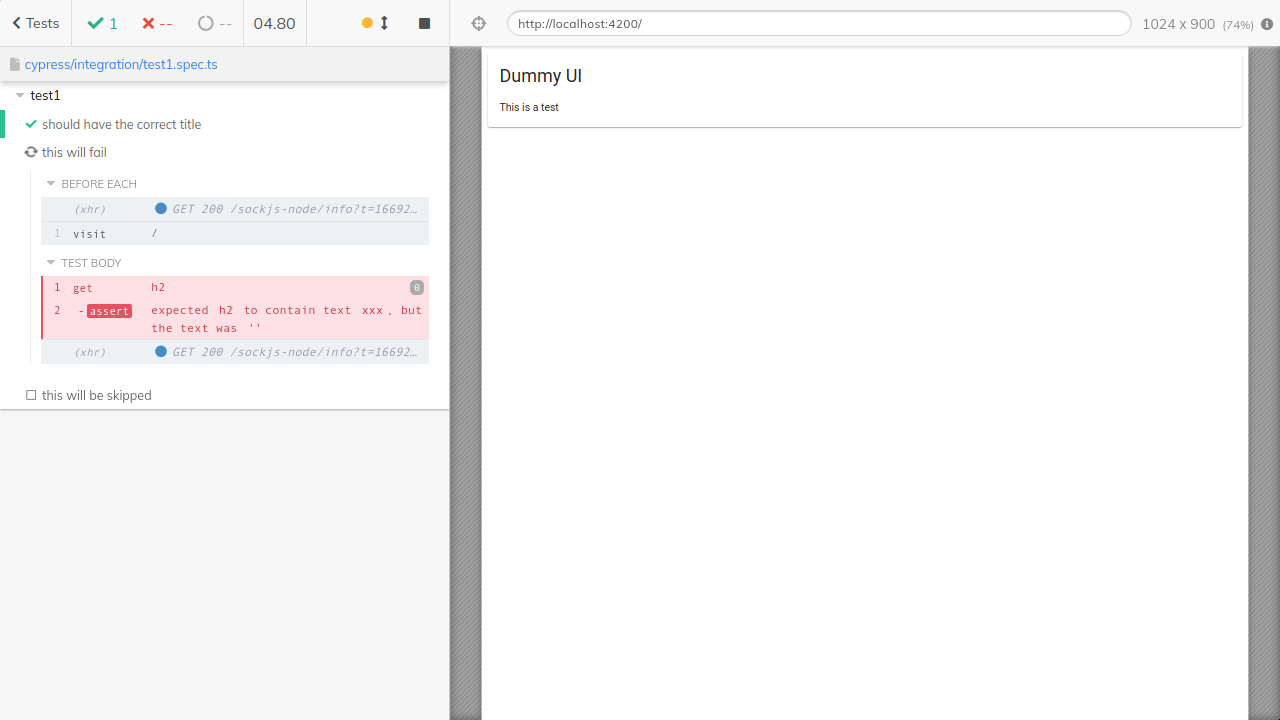 Tests
1
--
--
04.80
http://localhost:4200/
1024 x 900 (74%)
cypress/integration/test1.spec.ts
test1
should have the correct title
this will fail
BEFORE EACH
(xhr) GET 200 /sockjs-node/info?t=16692…
1 visit /
TEST BODY
1 get h2 0
2 -assert expected h2 to contain text xxx, but
the text was ''
(xhr) GET 200 /sockjs-node/info?t=16692…
this will be skipped
Dummy UI
This is a test